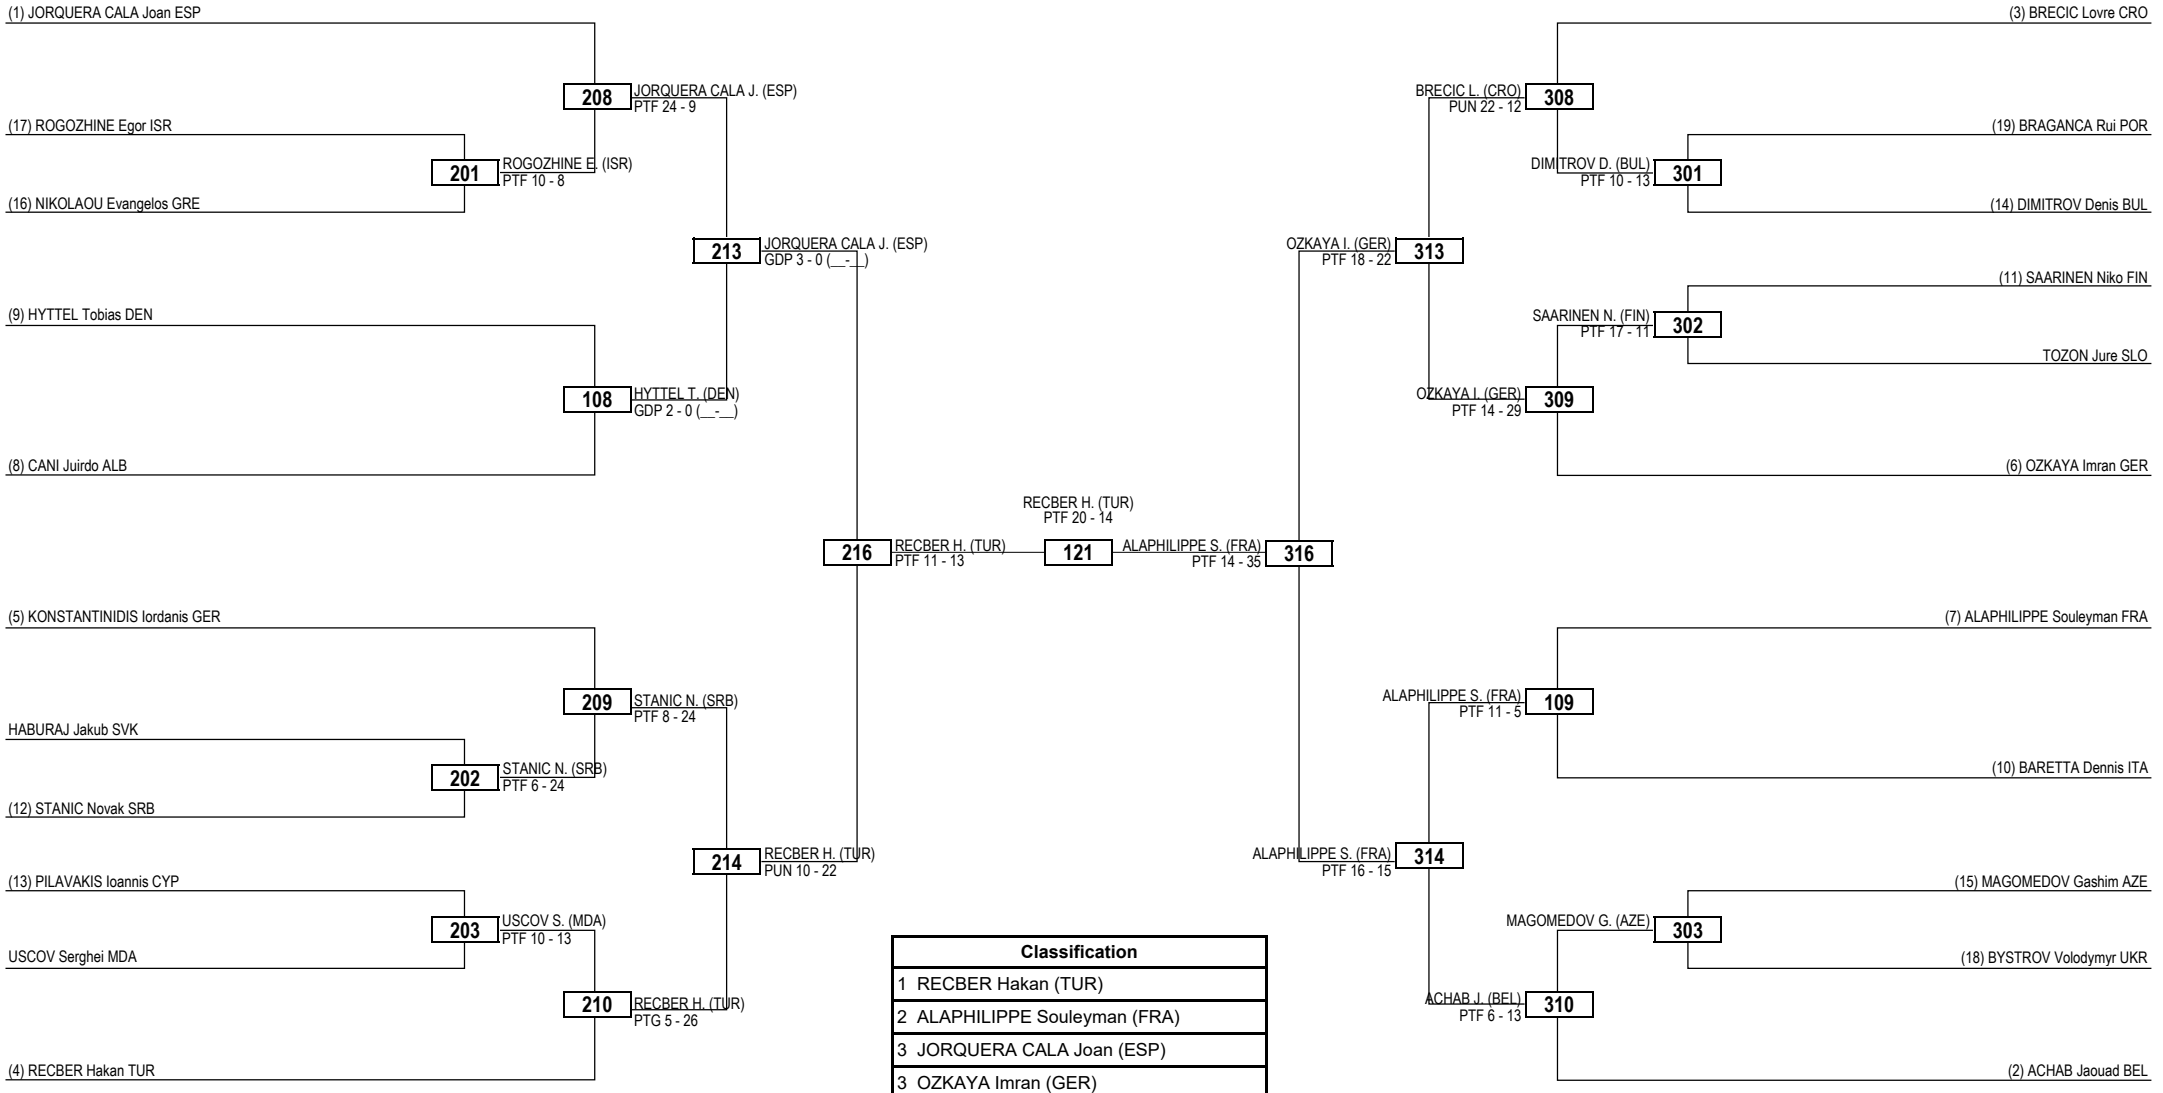 (1) JORQUERA CALA Joan ESP
208
JORQUERA CALA J. (ESP)
PTF 24 - 9
(17) ROGOZHINE Egor ISR
201
ROGOZHINE E. (ISR)
PTF 10 - 8
(16) NIKOLAOU Evangelos GRE
213
JORQUERA CALA J. (ESP)
GDP 3 - 0 (__-__)
(9) HYTTEL Tobias DEN
108
HYTTEL T. (DEN)
GDP 2 - 0 (__-__)
(8) CANI Juirdo ALB
216
RECBER H. (TUR)
PTF 11 - 13
(5) KONSTANTINIDIS Iordanis GER
209
STANIC N. (SRB)
PTF 8 - 24
HABURAJ Jakub SVK
202
STANIC N. (SRB)
PTF 6 - 24
(12) STANIC Novak SRB
214
RECBER H. (TUR)
PUN 10 - 22
(13) PILAVAKIS Ioannis CYP
203
USCOV S. (MDA)
PTF 10 - 13
USCOV Serghei MDA
210
RECBER H. (TUR)
PTG 5 - 26
(4) RECBER Hakan TUR
RECBER H. (TUR)
PTF 20 - 14
121
(3) BRECIC Lovre CRO
BRECIC L. (CRO)
PUN 22 - 12
308
(19) BRAGANCA Rui POR
DIMITROV D. (BUL)
PTF 10 - 13
301
(14) DIMITROV Denis BUL
OZKAYA I. (GER)
PTF 18 - 22
313
(11) SAARINEN Niko FIN
SAARINEN N. (FIN)
PTF 17 - 11
302
TOZON Jure SLO
OZKAYA I. (GER)
PTF 14 - 29
309
(6) OZKAYA Imran GER
ALAPHILIPPE S. (FRA)
PTF 14 - 35
316
(7) ALAPHILIPPE Souleyman FRA
ALAPHILIPPE S. (FRA)
PTF 11 - 5
109
(10) BARETTA Dennis ITA
ALAPHILIPPE S. (FRA)
PTF 16 - 15
314
(15) MAGOMEDOV Gashim AZE
MAGOMEDOV G. (AZE)
303
(18) BYSTROV Volodymyr UKR
ACHAB J. (BEL)
PTF 6 - 13
310
(2) ACHAB Jaouad BEL
Classification
1 RECBER Hakan (TUR)
2 ALAPHILIPPE Souleyman (FRA)
3 JORQUERA CALA Joan (ESP)
3 OZKAYA Imran (GER)